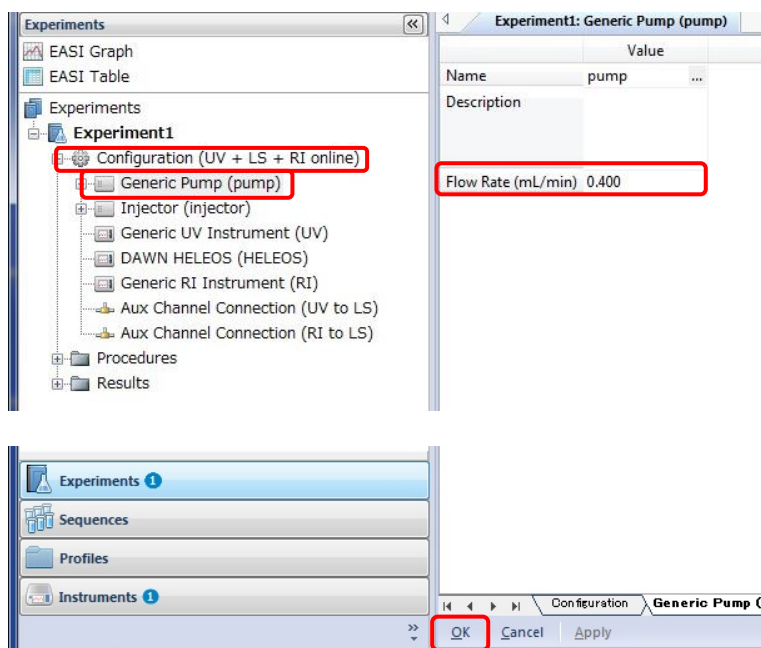 Experiments
EASI Graph
EASI Table
Experiments
Experiment1
Configuration (UV + LS + RI online)
Generic Pump (pump)
Injector (injector)
Generic UV Instrument (UV)
DAWN HELEOS (HELEOS)
Generic RI Instrument (RI)
Aux Channel Connection (UV to LS)
Aux Channel Connection (RI to LS)
Procedures
Results
Experiment1: Generic Pump (pump)
Value
Name pump ...
Description
Flow Rate (mL/min) 0.400
Experiments 1
Sequences
Profiles
Instruments 1
Configuration Generic Pump (
OK Cancel Apply